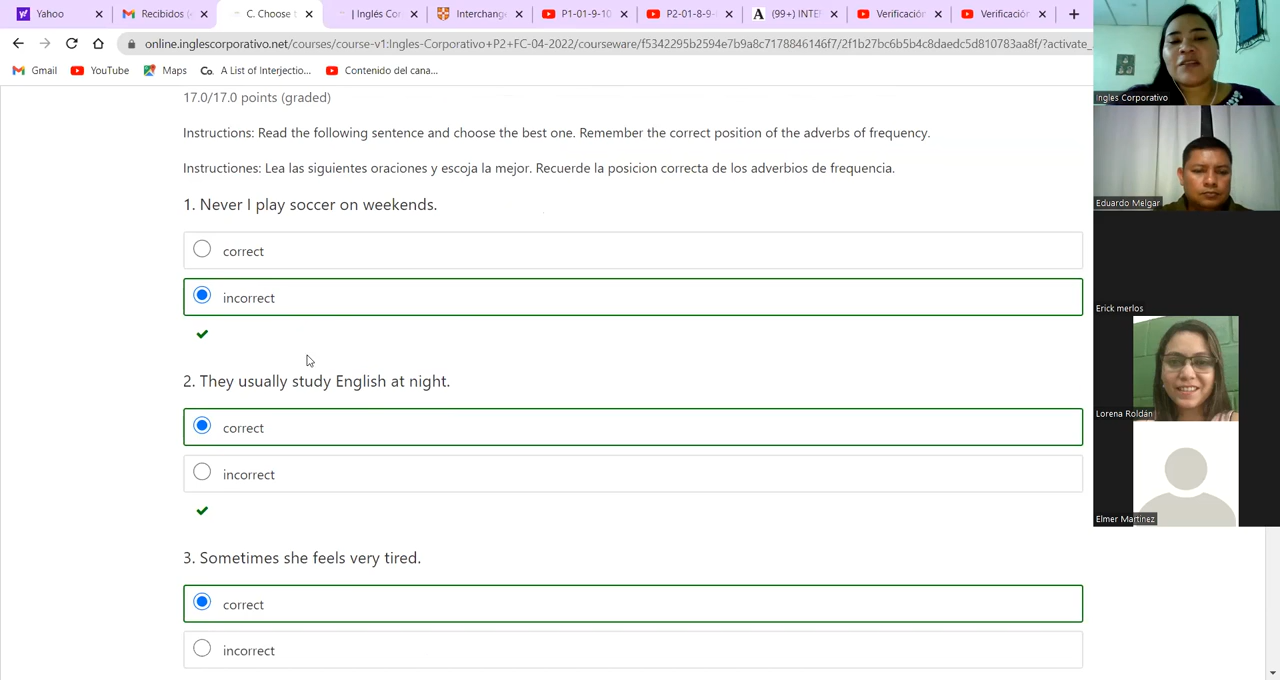 Yahoo
Recibidos (
C. Choose t
| Inglés Cor
Interchange
P1-01-9-10
P2-01-8-9-
(99+) INTE
Verificación
Verificación
online.inglescorporativo.net/courses/course-v1:Ingles-Corporativo+P2+FC-04-2022/courseware/f5342295b2594e7b9a8c7178846146f7/2f1b27bc6b5b4c8daedc5d810783aa8f/?activate_
Gmail
YouTube
Maps
Co.
A List of Interjectio...
Contenido del cana...
17.0/17.0 points (graded)
Instructions: Read the following sentence and choose the best one. Remember the correct position of the adverbs of frequency.
Instructiones: Lea las siguientes oraciones y escoja la mejor. Recuerde la posicion correcta de los adverbios de frequencia.
1. Never I play soccer on weekends.
correct
incorrect
2. They usually study English at night.
correct
incorrect
3. Sometimes she feels very tired.
correct
incorrect
Ingles Corporativo
Eduardo Melgar
Erick merlos
Lorena Roldán
Elmer Martinez